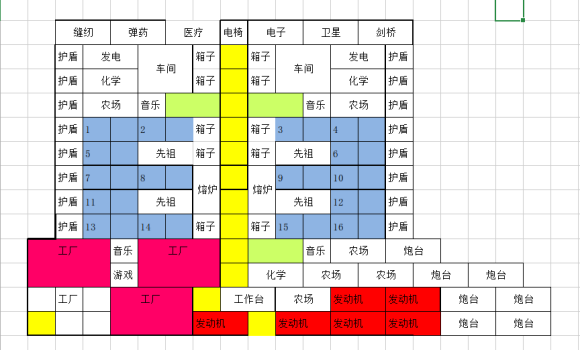 缝纫 弹药 医疗 电椅 电子 卫星 剑桥
护盾 发电 车间 箱子 箱子 车间 发电 护盾
护盾 化学 箱子 箱子 化学 护盾
护盾 农场 音乐 音乐 农场 护盾
护盾 1 2 箱子 箱子 3 4 护盾
护盾 5 先祖 箱子 箱子 先祖 6 护盾
护盾 7 8 熔炉 熔炉 9 10 护盾
护盾 11 先祖 先祖 12 护盾
护盾 13 14 箱子 箱子 15 16 护盾
工厂 音乐 工厂 音乐 农场 炮台
游戏 化学 农场 农场 炮台 炮台
工厂 工厂 工作台 农场 发动机 发动机 炮台 炮台
发动机 发动机 发动机 发动机 炮台 炮台